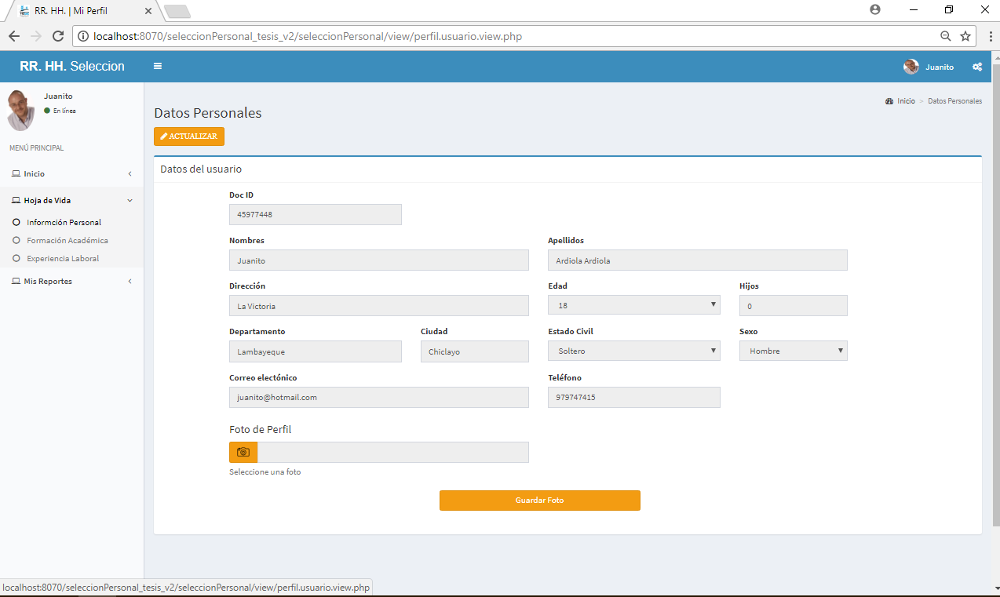 RR. HH. | Mi Perfil
localhost:8070/seleccionPersonal_tesis_v2/seleccionPersonal/view/perfil.usuario.view.php
RR. HH. Seleccion
Juanito
Juanito
En línea
Inicio > Datos Personales
Datos Personales
ACTUALIZAR
MENÚ PRINCIPAL
Inicio
Hoja de Vida
Informción Personal
Formación Académica
Experiencia Laboral
Mis Reportes
Datos del usuario
Doc ID
45977448
Nombres Apellidos
Juanito Ardiola Ardiola
Dirección Edad Hijos
La Victoria 18 0
Departamento Ciudad Estado Civil Sexo
Lambayeque Chiclayo Soltero Hombre
Correo electónico Teléfono
juanito@hotmail.com 979747415
Foto de Perfil
Seleccione una foto
Guardar Foto
localhost:8070/seleccionPersonal_tesis_v2/seleccionPersonal/view/perfil.usuario.view.php